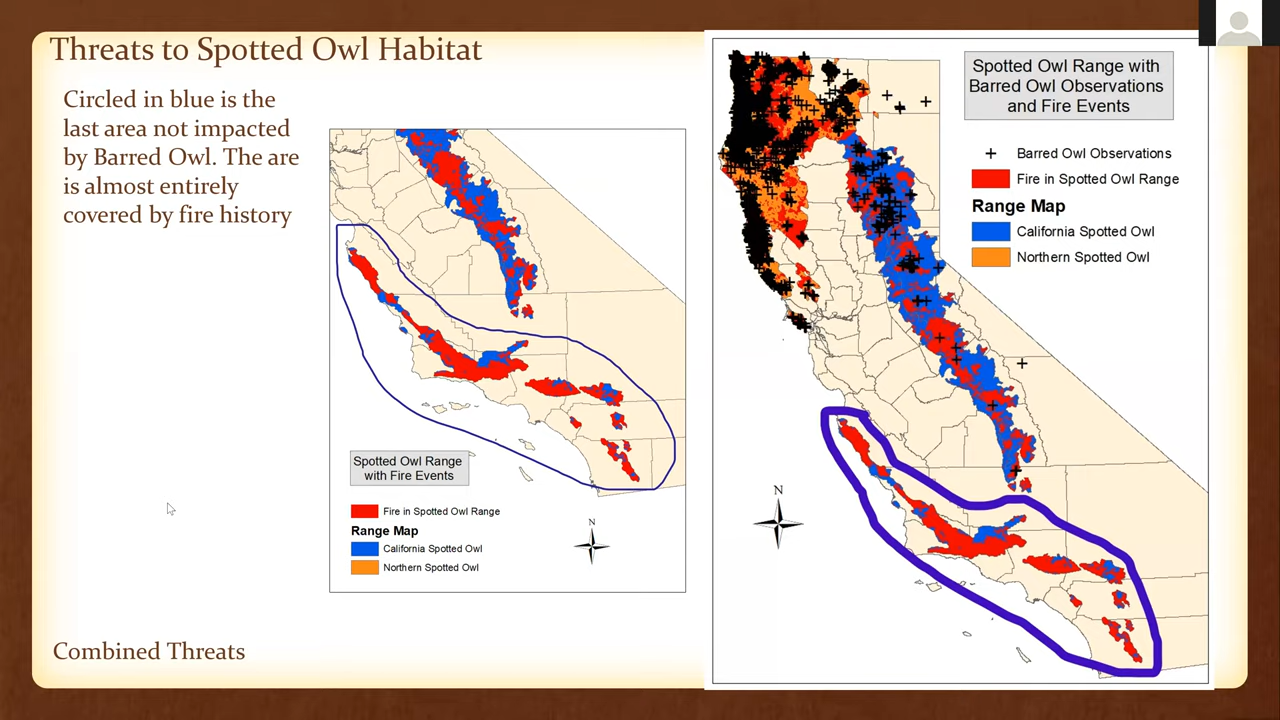 Threats to Spotted Owl Habitat
Circled in blue is the
last area not impacted
by Barred Owl. The are
is almost entirely
covered by fire history
Spotted Owl Range
with Fire Events
Fire in Spotted Owl Range
Range Map
California Spotted Owl
Northern Spotted Owl
N
Spotted Owl Range with
Barred Owl Observations
and Fire Events
Barred Owl Observations
Fire in Spotted Owl Range
Range Map
California Spotted Owl
Northern Spotted Owl
N
Combined Threats